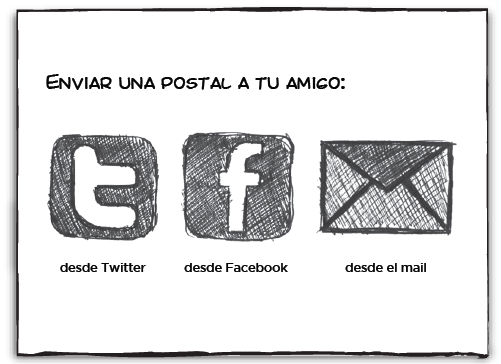 Enviar una postal a tu amigo:
t f
desde Twitter desde Facebook desde el mail